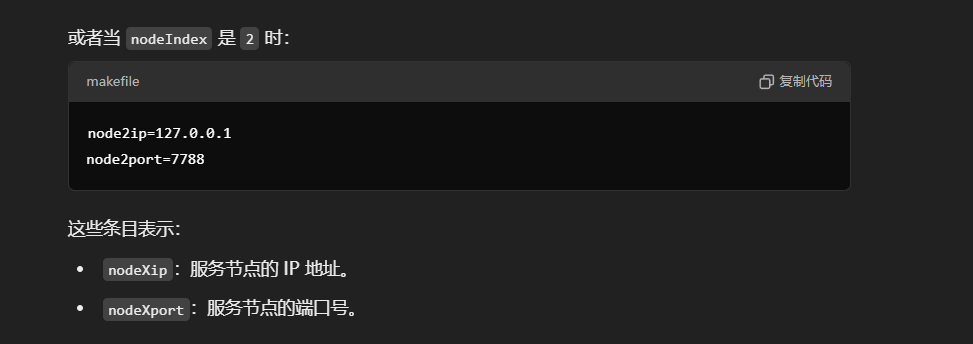 或者当 nodeIndex 是 2 时：
makefile
复制代码
node2ip=127.0.0.1
node2port=7788
这些条目表示：
nodeXip：服务节点的 IP 地址。
nodeXport：服务节点的端口号。